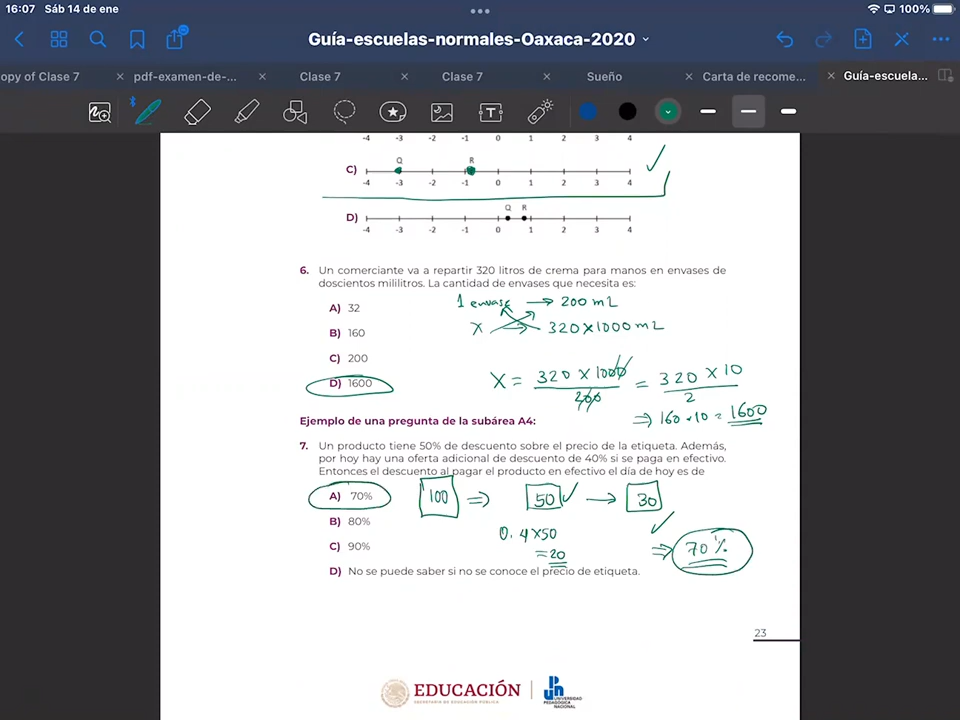 16:07 Sáb 14 de ene
100%
Guía-escuelas-normales-Oaxaca-2020
opy of Clase 7
pdf-examen-de-...
Clase 7
Clase 7
Sueño
Carta de recome...
Guía-escuela...
-4 -3 -2 -1 0 1 2 3 4
Q R
C)
-4 -3 -2 -1 0 1 2 3 4
Q R
D)
-4 -3 -2 -1 0 1 2 3 4
6. Un comerciante va a repartir 320 litros de crema para manos en envases de
doscientos mililitros. La cantidad de envases que necesita es:
1 envase → 200 mL
A) 32
X → 320×1000 mL
B) 160
C) 200
X = 320 × 1000 / 200 = 320 × 10 / 2
D) 1600
⇒ 160 × 10 = 1600
Ejemplo de una pregunta de la subárea A4:
7. Un producto tiene 50% de descuento sobre el precio de la etiqueta. Además,
por hoy hay una oferta adicional de descuento de 40% si se paga en efectivo.
Entonces el descuento al pagar el producto en efectivo el día de hoy es de
A) 70%
100 ⇒ 50 → 30
B) 80%
0.4×50
= 20
⇒ 70%
C) 90%
D) No se puede saber si no se conoce el precio de etiqueta.
23
EDUCACIÓN
SECRETARÍA DE EDUCACIÓN PÚBLICA
UNIVERSIDAD
PEDAGÓGICA
NACIONAL